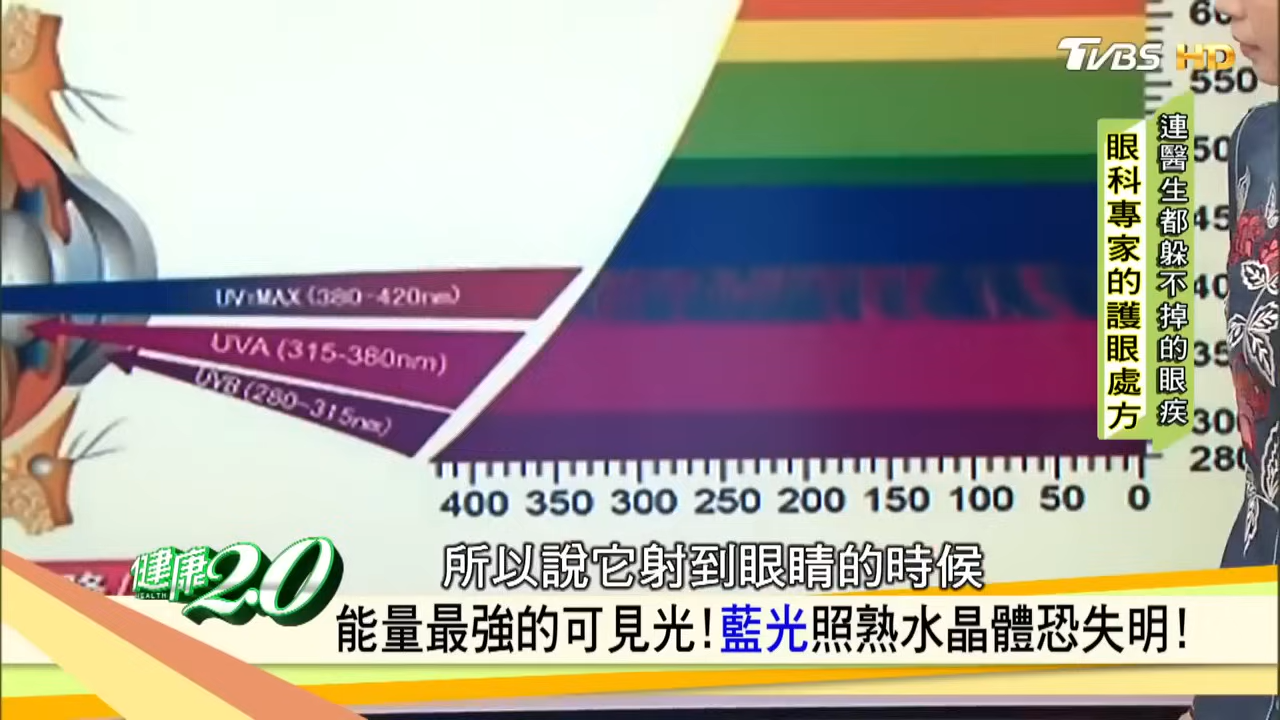 TVBS HD
連醫生都躲不掉的眼疾
眼科專家的護眼處方
550
UV=MAX(380-420nm)
UVA (315-380nm)
UVB (280-315nm)
400 350 300 250 200 150 100 50 0
健康2.0
HEALTH
所以說它射到眼睛的時候
能量最強的可見光!藍光照熟水晶體恐失明!